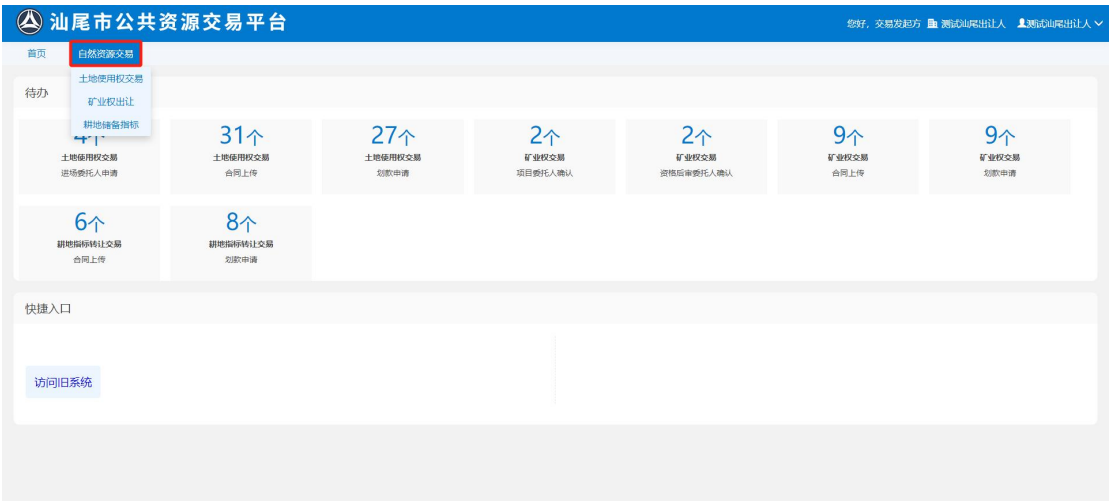 汕尾市公共资源交易平台
您好，交易发起方 测试汕尾出让人 测试汕尾出让人
首页 自然资源交易
土地使用权交易
矿业权出让
耕地储备指标
待办
4个 31个 27个 2个 2个 9个 9个
土地使用权交易 土地使用权交易 土地使用权交易 矿业权交易 矿业权交易 矿业权交易 矿业权交易
进场委托人申请 合同上传 划款申请 项目委托人确认 资格后审委托人确认 合同上传 划款申请
6个 8个
耕地指标转让交易 耕地指标转让交易
合同上传 划款申请
快捷入口
访问旧系统